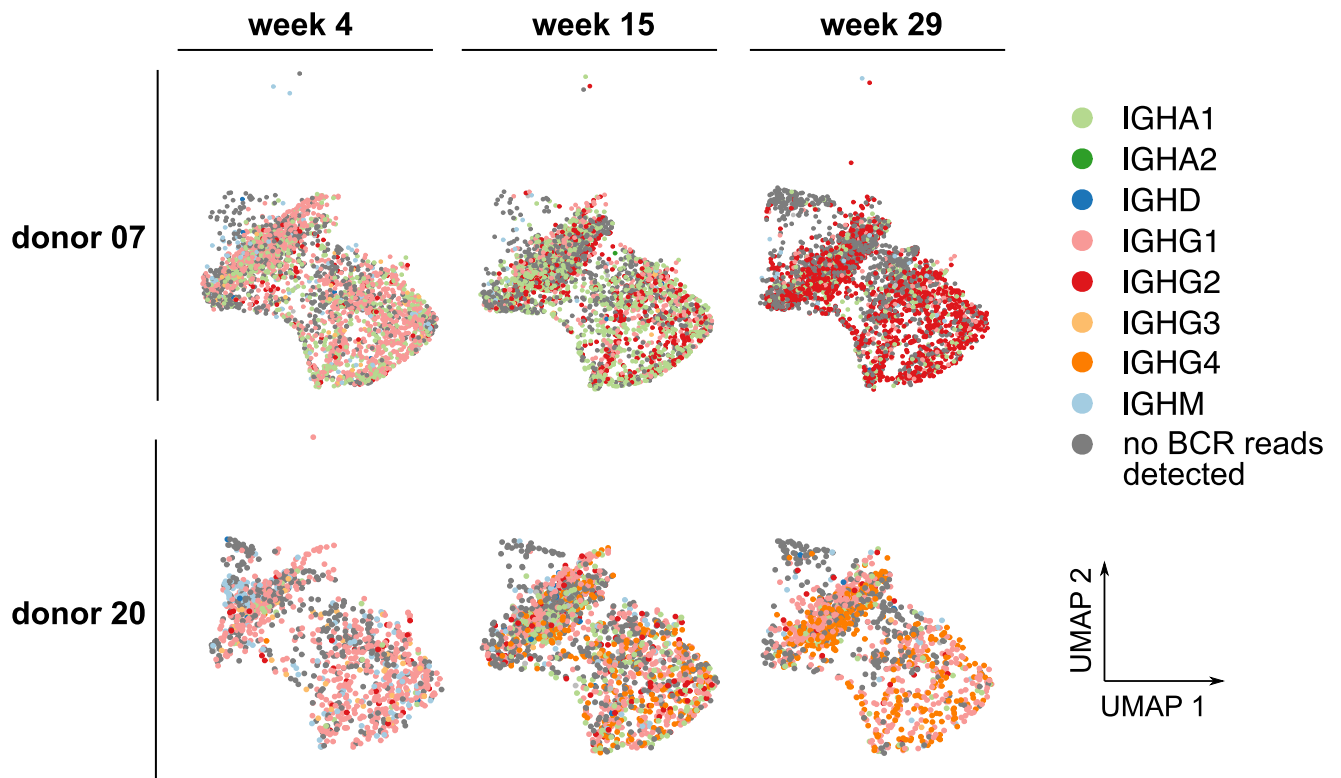 week 4
week 15
week 29
donor 07
donor 20
IGHA1
IGHA2
IGHD
IGHG1
IGHG2
IGHG3
IGHG4
IGHM
no BCR reads
detected
UMAP 2
UMAP 1